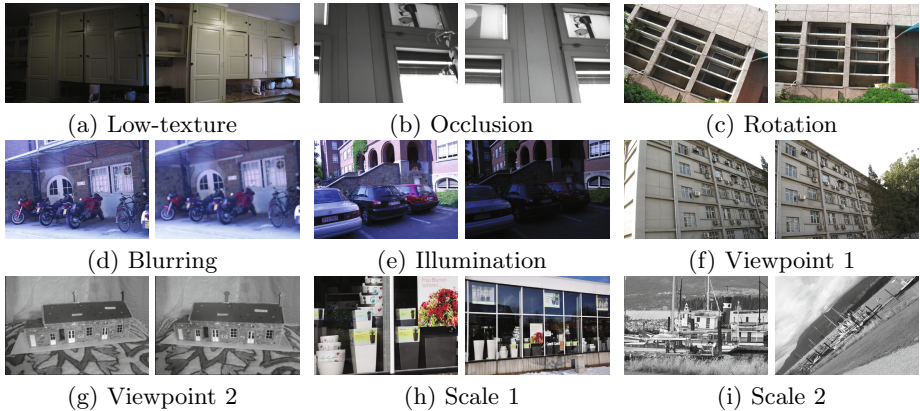 (a) Low-texture
(b) Occlusion
(c) Rotation
(d) Blurring
(e) Illumination
(f) Viewpoint 1
(g) Viewpoint 2
(h) Scale 1
(i) Scale 2